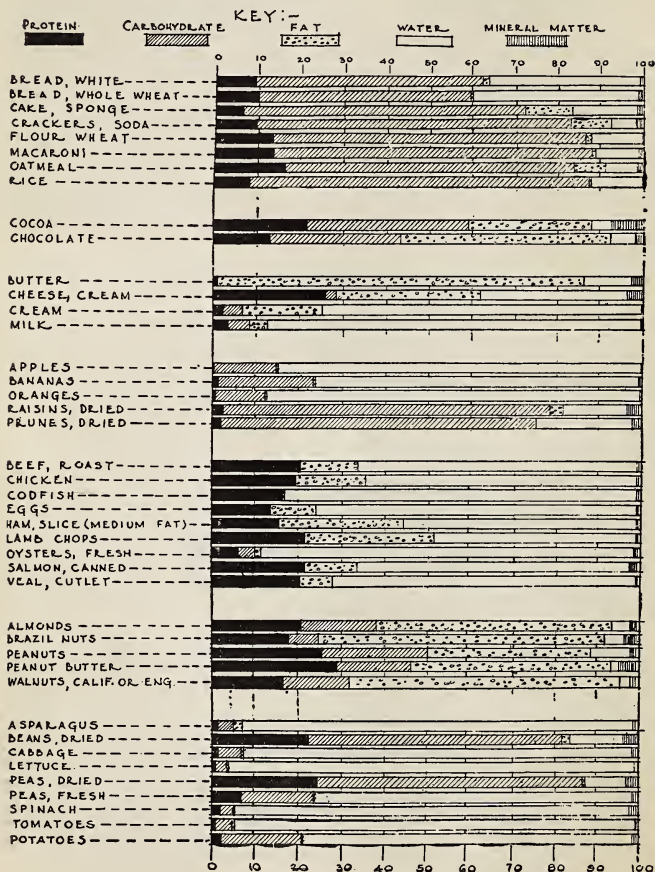 KEY:-
PROTEIN CARBOHYDRATE FAT WATER MINERAL MATTER
0 10 20 30 40 50 60 70 80 90 100
BREAD, WHITE
BREAD, WHOLE WHEAT
CAKE, SPONGE
CRACKERS, SODA
FLOUR WHEAT
MACARONI
OATMEAL
RICE
COCOA
CHOCOLATE
BUTTER
CHEESE, CREAM
CREAM
MILK
APPLES
BANANAS
ORANGES
RAISINS, DRIED
PRUNES, DRIED
BEEF, ROAST
CHICKEN
CODFISH
EGGS
HAM, SLICE (MEDIUM FAT)
LAMB CHOPS
OYSTERS, FRESH
SALMON, CANNED
VEAL, CUTLET
ALMONDS
BRAZIL NUTS
PEANUTS
PEANUT BUTTER
WALNUTS, CALIF. OR ENG.
ASPARAGUS
BEANS, DRIED
CABBAGE
LETTUCE
PEAS, DRIED
PEAS, FRESH
SPINACH
TOMATOES
POTATOES
0 10 20 30 40 50 60 70 80 90 100